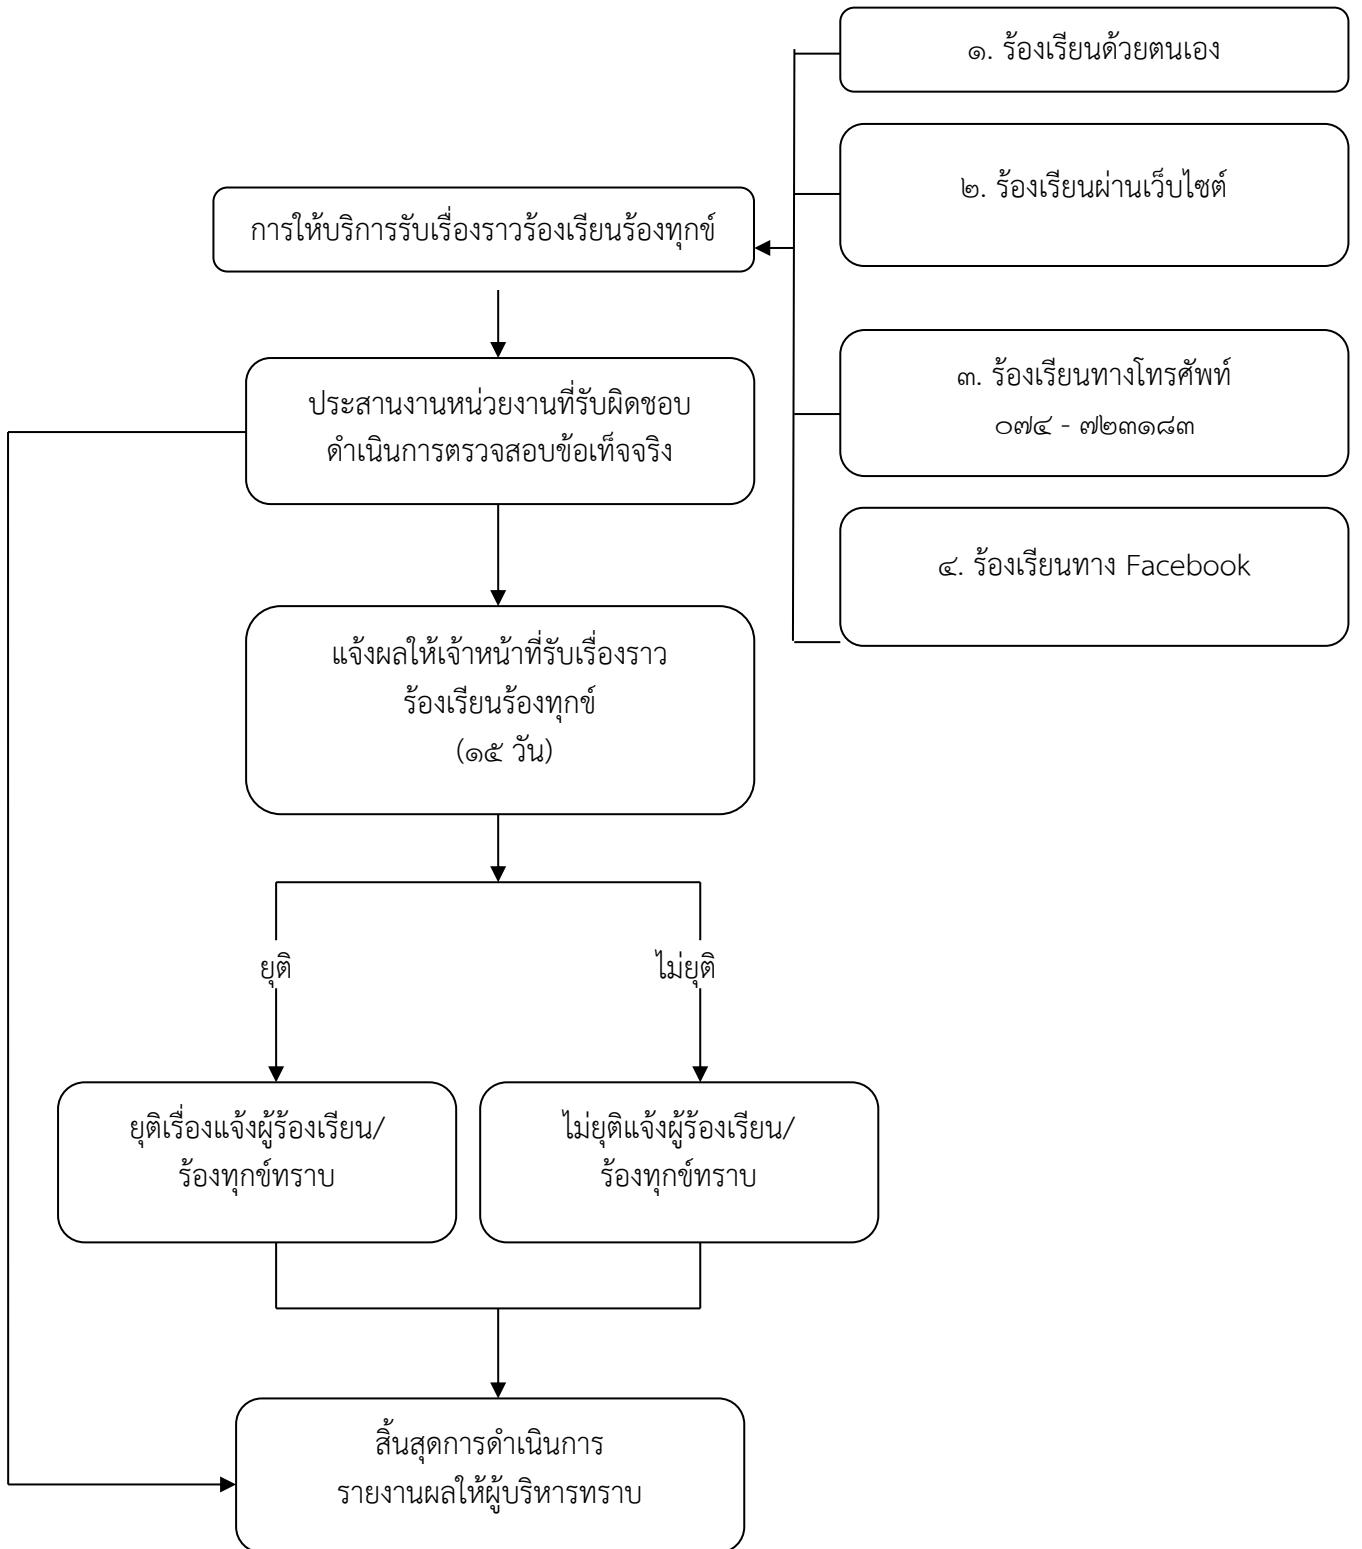 ๑. ร้องเรียนด้วยตนเอง
๒. ร้องเรียนผ่านเว็บไซต์
การให้บริการรับเรื่องราวร้องเรียนร้องทุกข์
๓. ร้องเรียนทางโทรศัพท์
๐๗๔ - ๗๒๓๑๘๓
ประสานงานหน่วยงานที่รับผิดชอบ
ดำเนินการตรวจสอบข้อเท็จจริง
๔. ร้องเรียนทาง Facebook
แจ้งผลให้เจ้าหน้าที่รับเรื่องราว
ร้องเรียนร้องทุกข์
(๑๕ วัน)
ยุติ
ไม่ยุติ
ยุติเรื่องแจ้งผู้ร้องเรียน/
ร้องทุกข์ทราบ
ไม่ยุติแจ้งผู้ร้องเรียน/
ร้องทุกข์ทราบ
สิ้นสุดการดำเนินการ
รายงานผลให้ผู้บริหารทราบ